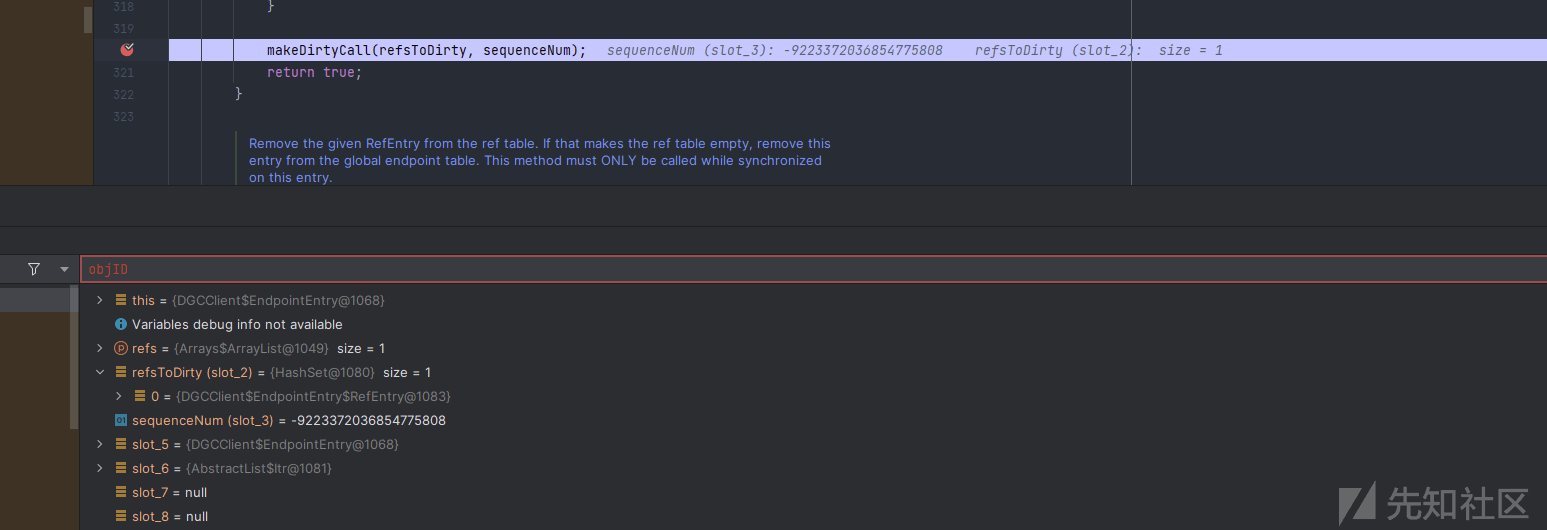 318
}
319
makeDirtyCall(refsToDirty, sequenceNum); sequenceNum (slot_3): -9223372036854775808 refsToDirty (slot_2): size = 1
321
return true;
322
}
323
Remove the given RefEntry from the ref table. If that makes the ref table empty, remove this
entry from the global endpoint table. This method must ONLY be called while synchronized
on this entry.
objID
this = {DGCClient$EndpointEntry@1068}
Variables debug info not available
refs = {Arrays$ArrayList@1049} size = 1
refsToDirty (slot_2) = {HashSet@1080} size = 1
0 = {DGCClient$EndpointEntry$RefEntry@1083}
sequenceNum (slot_3) = -9223372036854775808
slot_5 = {DGCClient$EndpointEntry@1068}
slot_6 = {AbstractList$Itr@1081}
slot_7 = null
slot_8 = null
先知社区